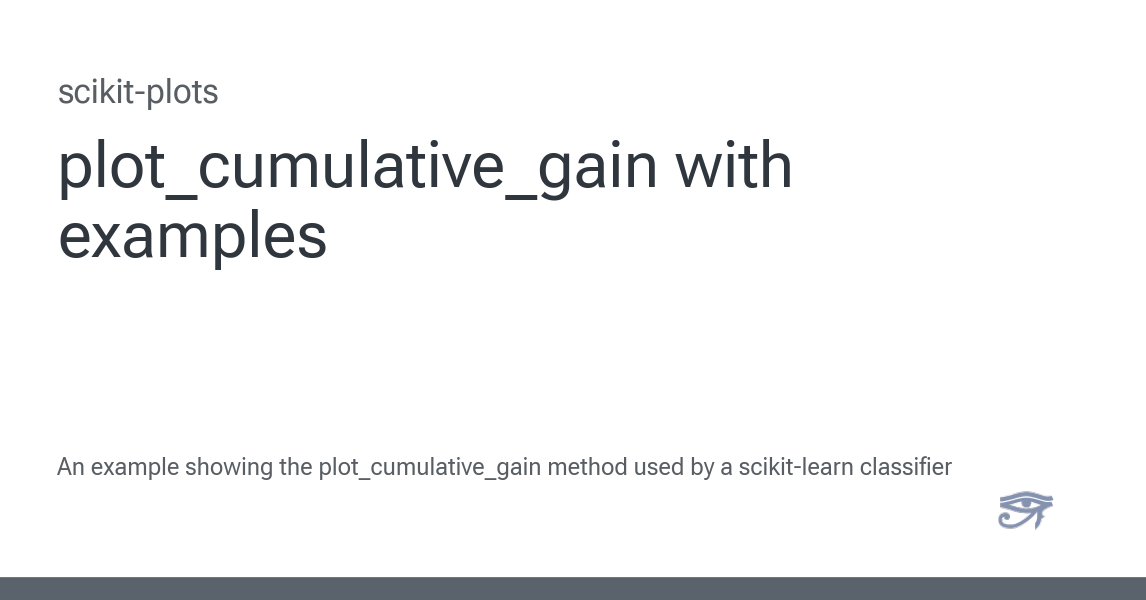 scikit-plots
plot_cumulative_gain with
examples
An example showing the plot_cumulative_gain method used by a scikit-learn classifier